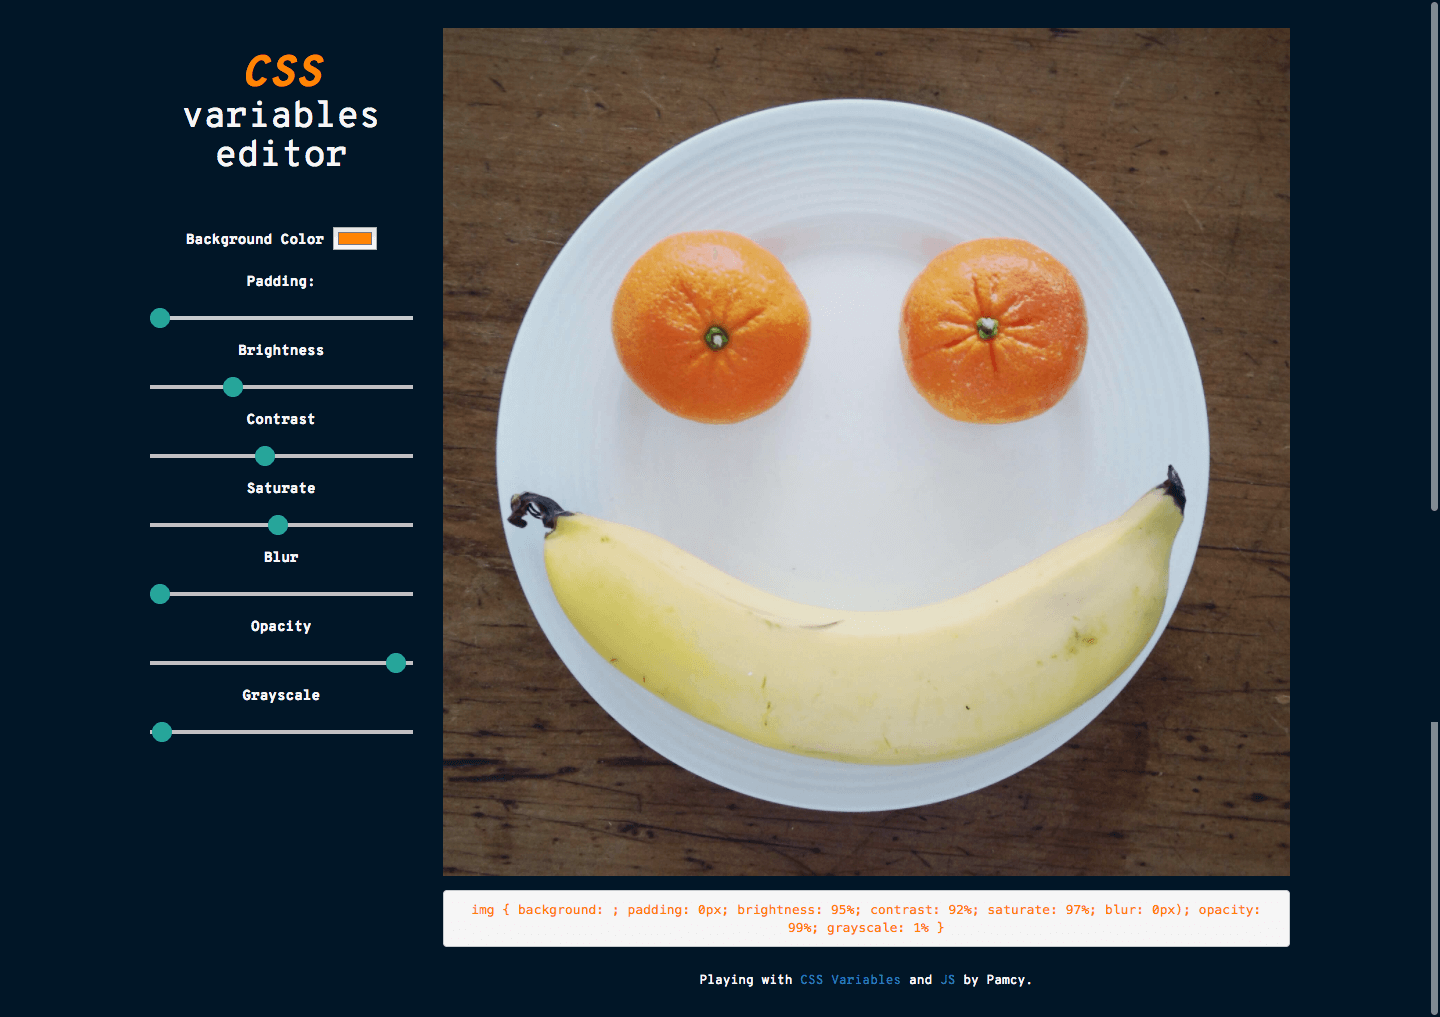 CSS
variables
editor
Background Color
Padding:
Brightness
Contrast
Saturate
Blur
Opacity
Grayscale
img { background: ; padding: 0px; brightness: 95%; contrast: 92%; saturate: 97%; blur: 0px); opacity:
99%; grayscale: 1% }
Playing with CSS Variables and JS by Pamcy.